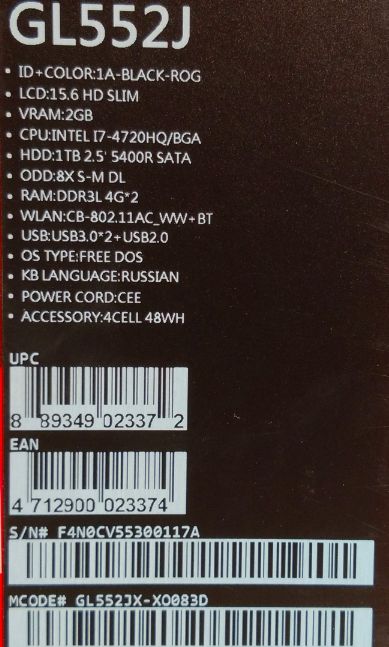 GL552J
• ID+COLOR:1A-BLACK-ROG
• LCD:15.6 HD SLIM
• VRAM:2GB
• CPU:INTEL I7-4720HQ/BGA
• HDD:1TB 2.5' 5400R SATA
• ODD:8X S-M DL
• RAM:DDR3L 4G*2
• WLAN:CB-802.11AC_WW+BT
USB:USB3.0*2+USB2.0
• OS TYPE:FREE DOS
• KB LANGUAGE:RUSSIAN
• POWER CORD:CEE
• ACCESSORY:4CELL 48WH
UPC
8 89349 02337 2
EAN
4 712900 023374
S/N# F4N0CV55300117A
MCODE# GL552JX-XO083D